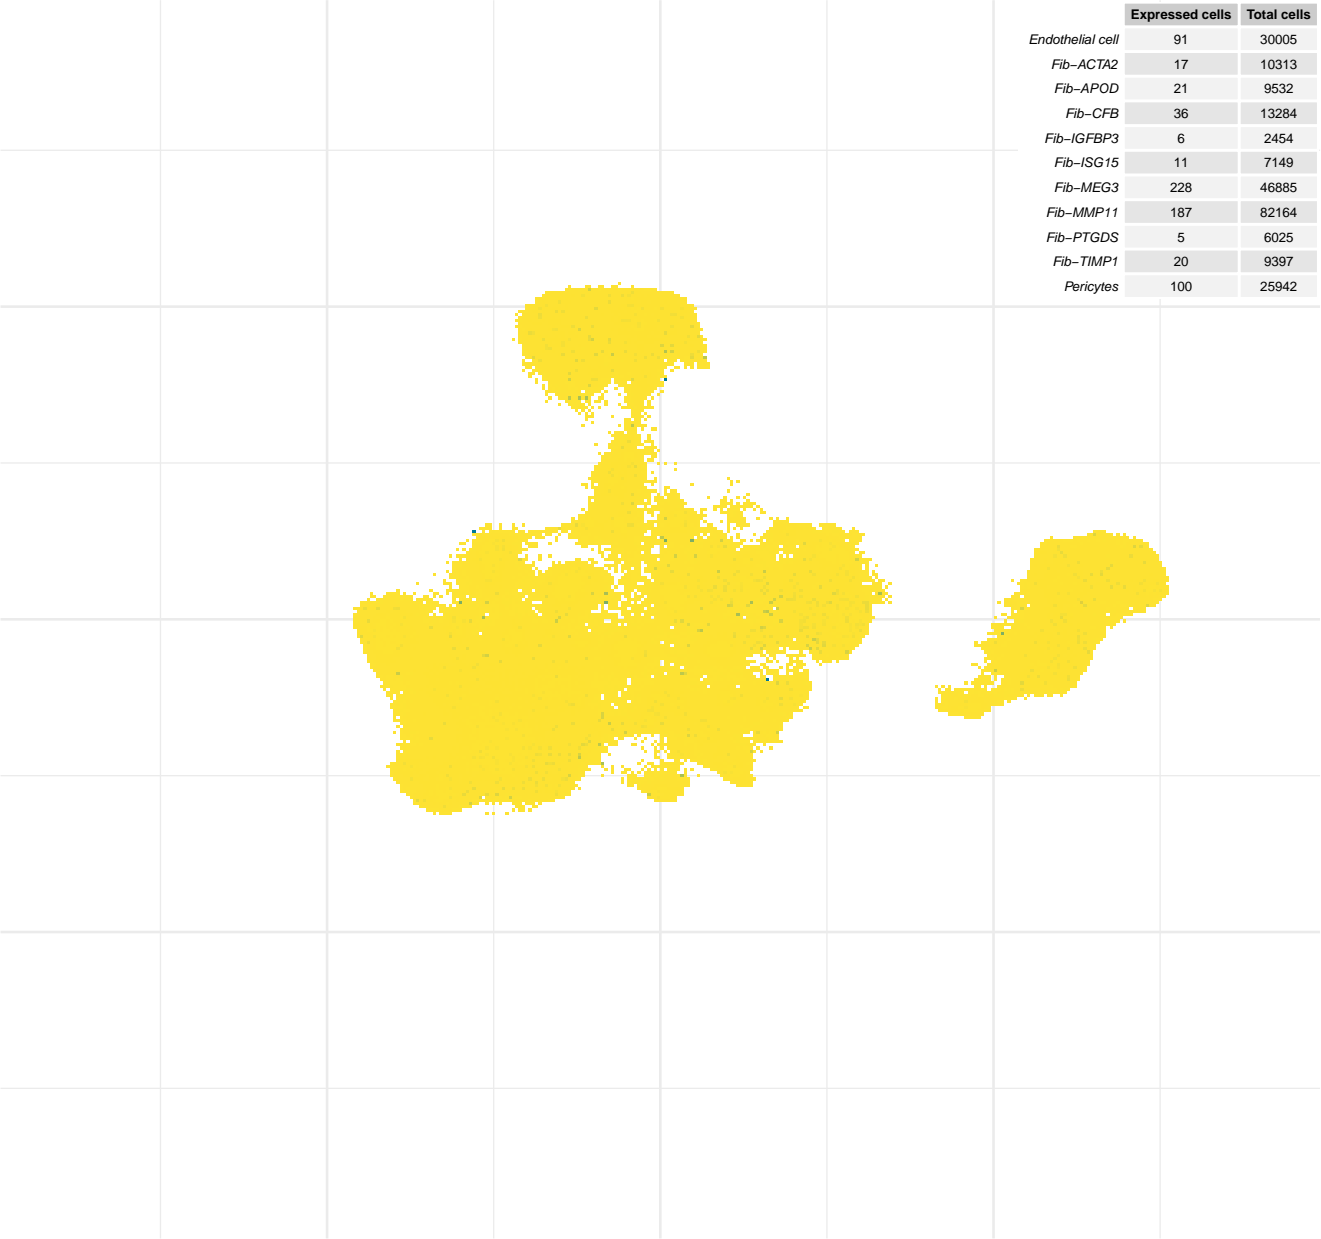 Expressed cells Total cells
Endothelial cell 91 30005
Fib−ACTA2 17 10313
Fib−APOD 21 9532
Fib−CFB 36 13284
Fib−IGFBP3 6 2454
Fib−ISG15 11 7149
Fib−MEG3 228 46885
Fib−MMP11 187 82164
Fib−PTGDS 5 6025
Fib−TIMP1 20 9397
Pericytes 100 25942